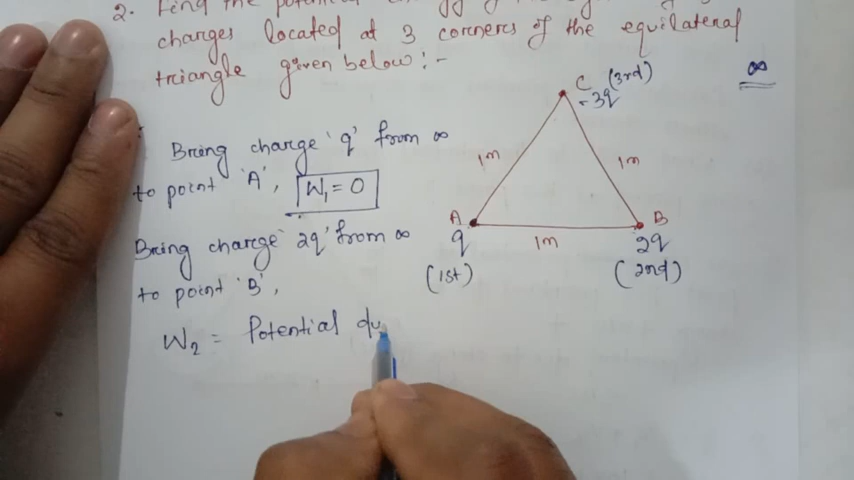 2. Find the
charges located at 3 corners of the equilateral
triangle given below:-
∞
C (3rd)
-3q
Bring charge 'q' from ∞
to point 'A', W₁ = 0
1m
1m
A
B
q
1m
2q
(1st)
(2nd)
Bring charge '2q' from ∞
to point 'B',
W₂ = Potential du